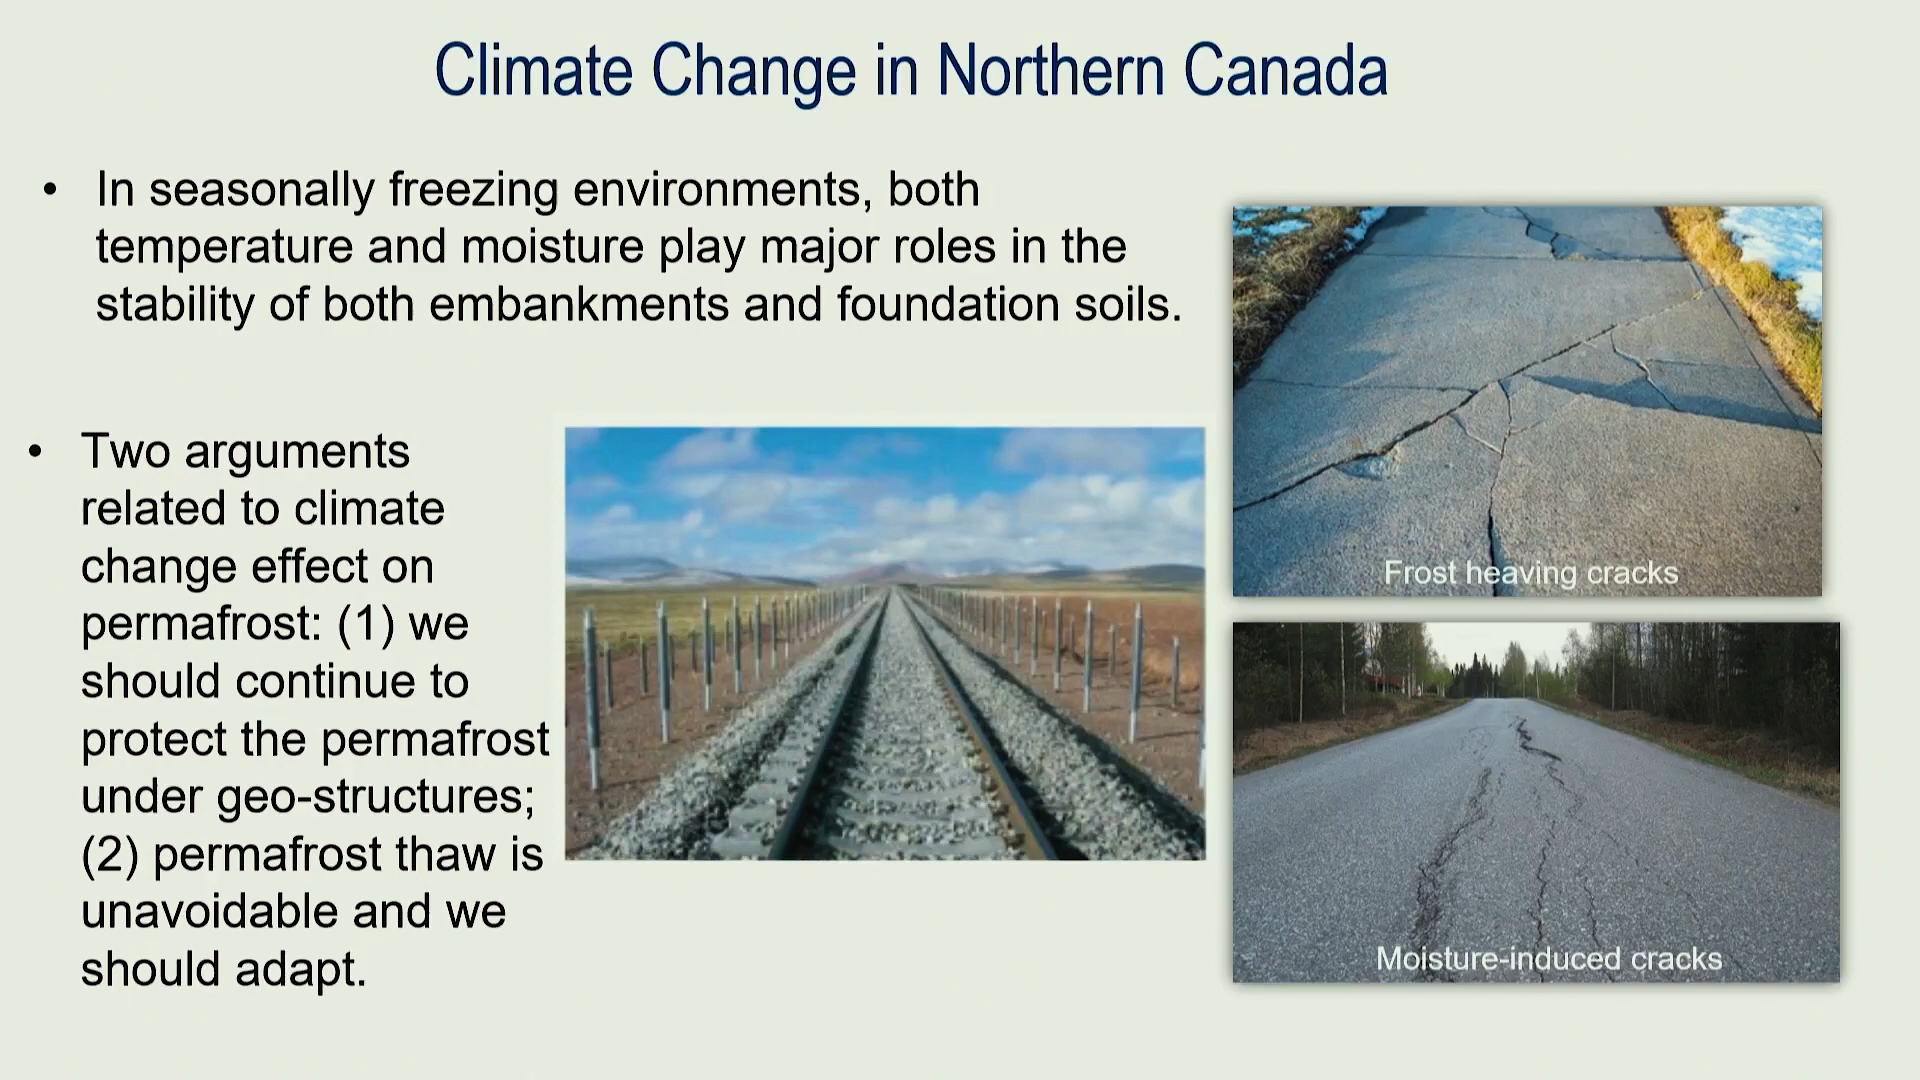 Climate Change in Northern Canada
• In seasonally freezing environments, both
temperature and moisture play major roles in the
stability of both embankments and foundation soils.
• Two arguments
related to climate
change effect on
permafrost: (1) we
should continue to
protect the permafrost
under geo-structures;
(2) permafrost thaw is
unavoidable and we
should adapt.
Frost heaving cracks
Moisture-induced cracks